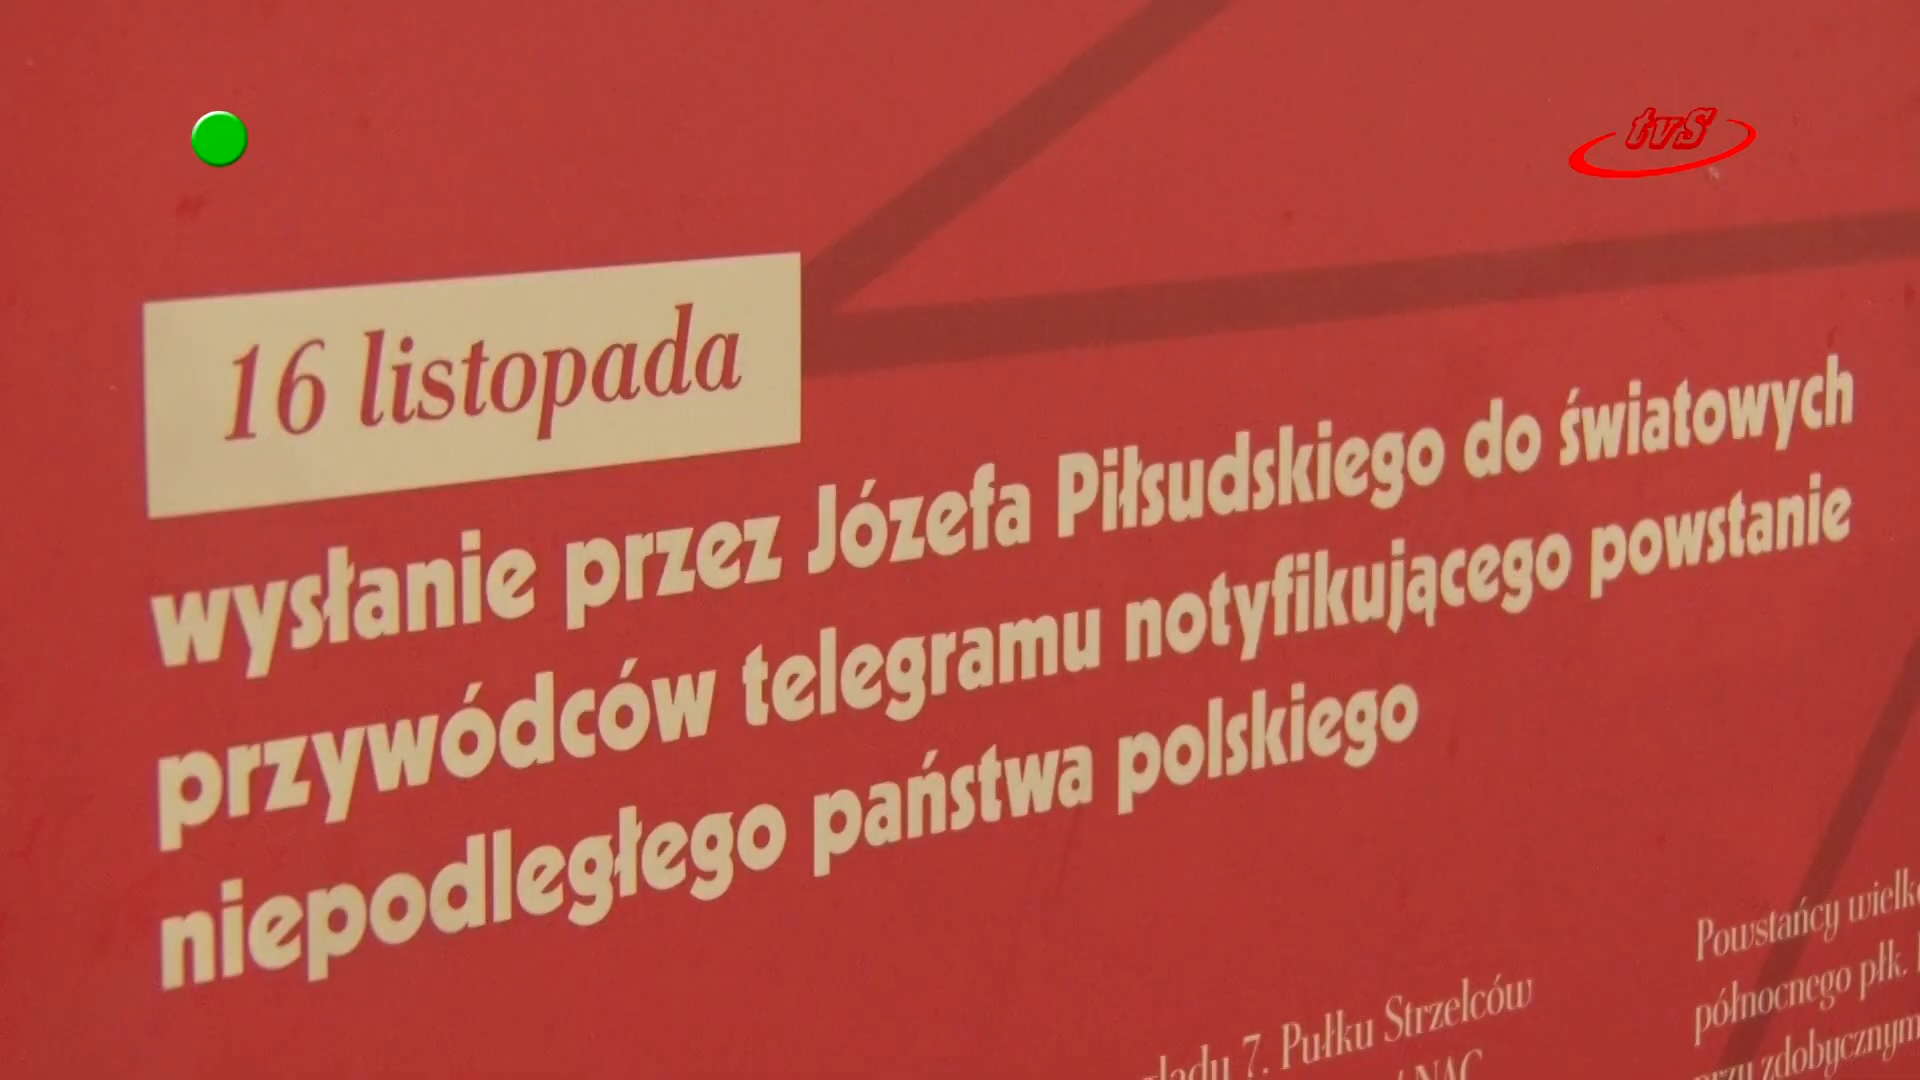 tvS
16 listopada
wysłanie przez Józefa Piłsudskiego do światowych
przywódców telegramu notyfikującego powstanie
niepodległego państwa polskiego
Powstańcy
północnego płk.
7. Pułku Strzelców
NAC